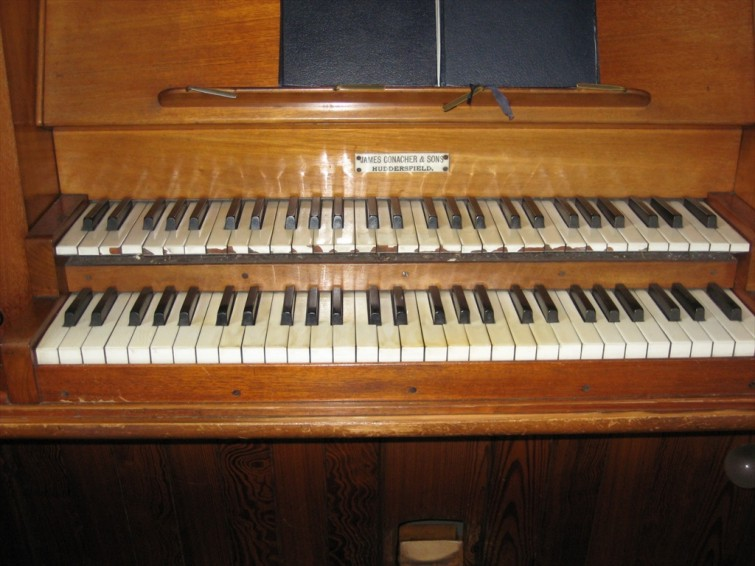 JAMES CONACHER & SONS
HUDDERSFIELD.